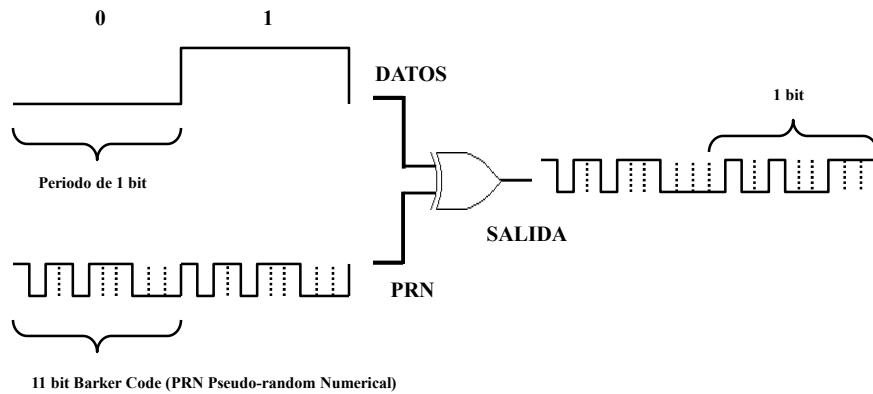 0 1
DATOS
1 bit
Periodo de 1 bit
SALIDA
PRN
11 bit Barker Code (PRN Pseudo-random Numerical)